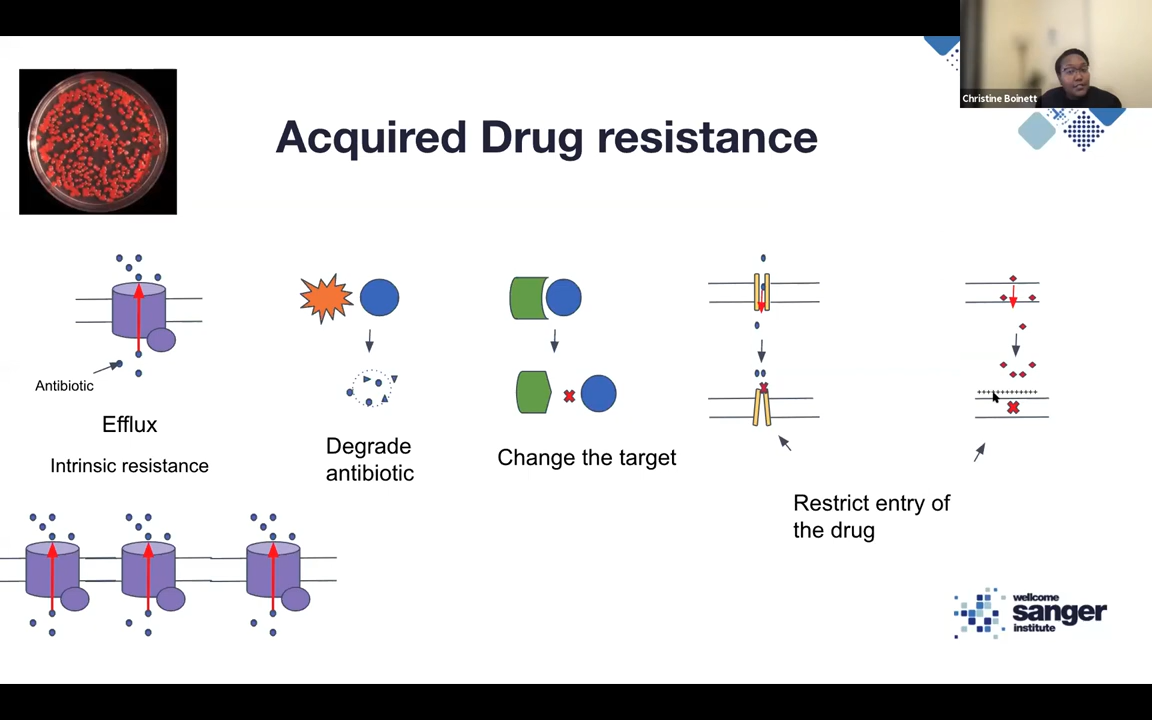 Christine Boinett
Acquired Drug resistance
Antibiotic
Efflux
Intrinsic resistance
Degrade
antibiotic
Change the target
Restrict entry of
the drug
wellcome
sanger
institute